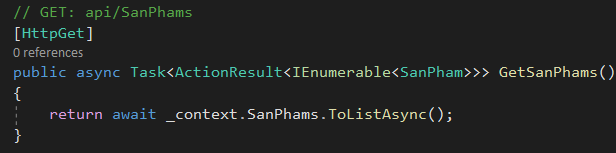 // GET: api/SanPhams
[HttpGet]
0 references
public async Task<ActionResult<IEnumerable<SanPham>>> GetSanPhams()
{
return await _context.SanPhams.ToListAsync();
}